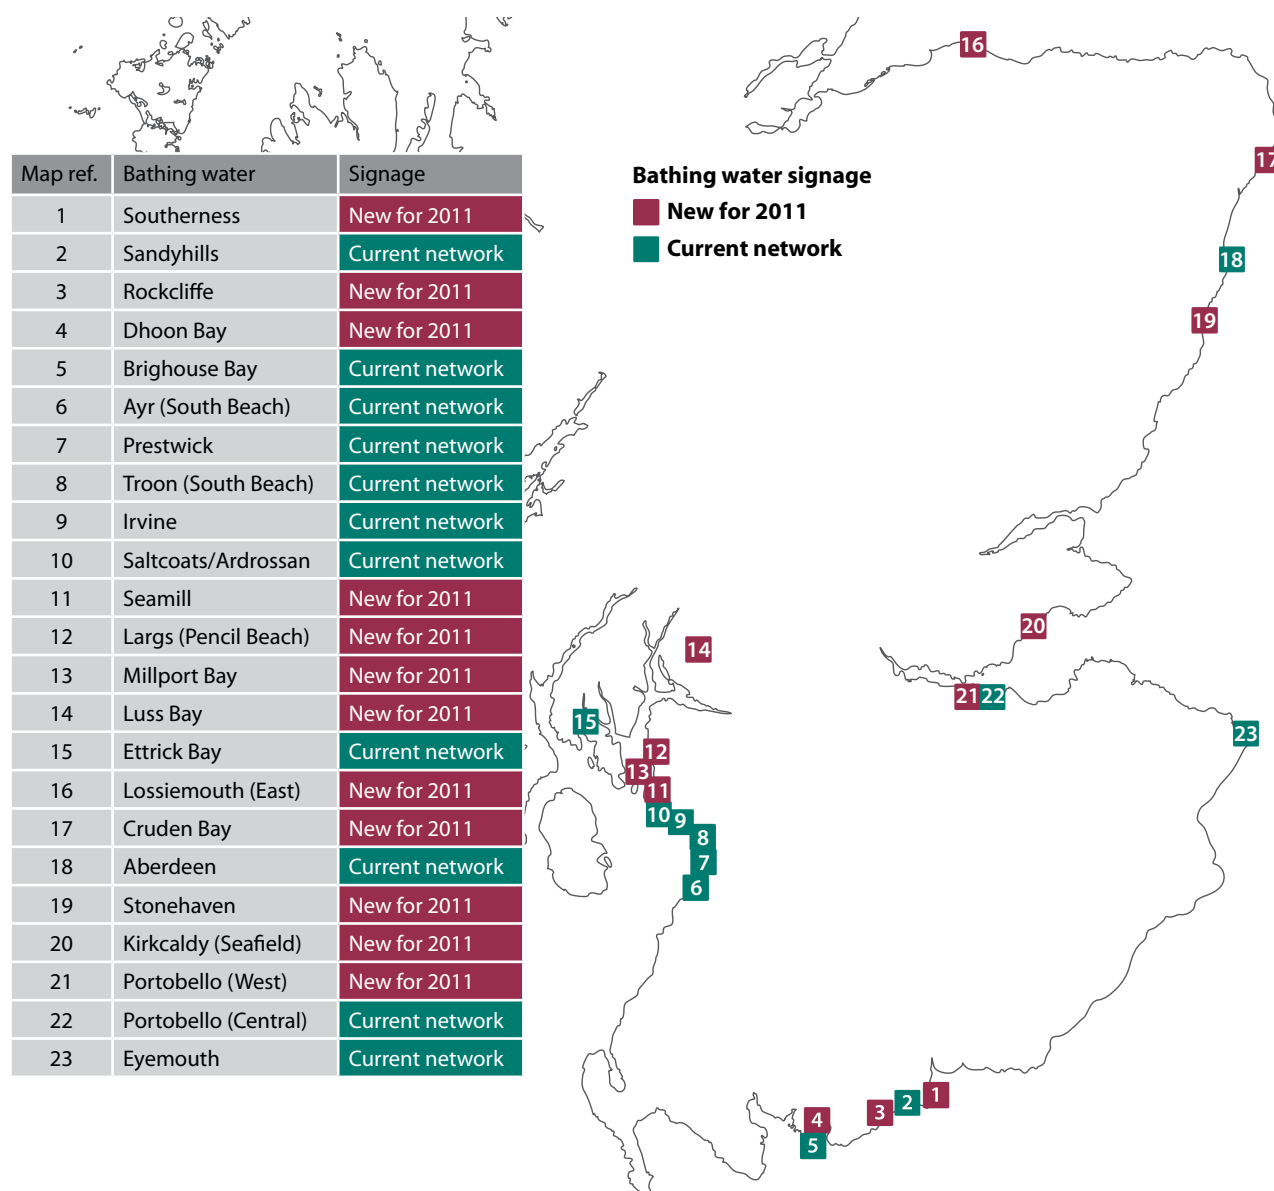 Map ref. Bathing water Signage
1 Southerness New for 2011
2 Sandyhills Current network
3 Rockcliffe New for 2011
4 Dhoon Bay New for 2011
5 Brighouse Bay Current network
6 Ayr (South Beach) Current network
7 Prestwick Current network
8 Troon (South Beach) Current network
9 Irvine Current network
10 Saltcoats/Ardrossan Current network
11 Seamill New for 2011
12 Largs (Pencil Beach) New for 2011
13 Millport Bay New for 2011
14 Luss Bay New for 2011
15 Ettrick Bay Current network
16 Lossiemouth (East) New for 2011
17 Cruden Bay New for 2011
18 Aberdeen Current network
19 Stonehaven New for 2011
20 Kirkcaldy (Seafield) New for 2011
21 Portobello (West) New for 2011
22 Portobello (Central) Current network
23 Eyemouth Current network
Bathing water signage
New for 2011
Current network
16
17
18
19
20
14
21 22
15
23
12
13
11
10
9
8
7
6
1
2
3
4
5